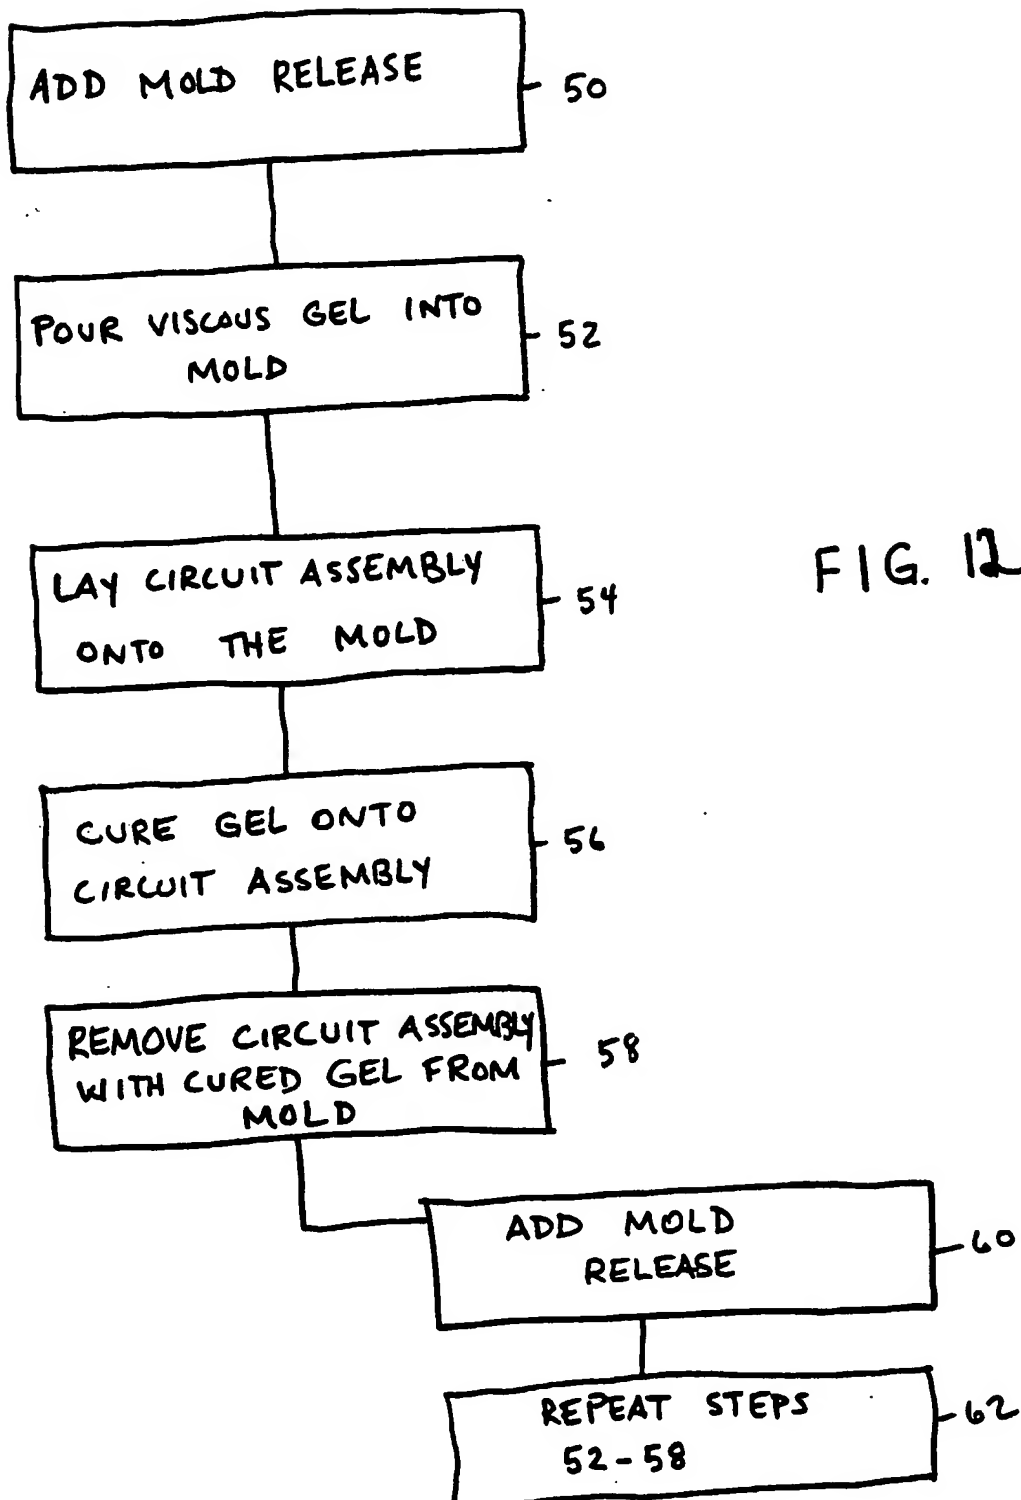 ADD MOLD RELEASE
50
POUR VISCOUS GEL INTO
MOLD
52
LAY CIRCUIT ASSEMBLY
ONTO THE MOLD
54
FIG. 12
CURE GEL ONTO
CIRCUIT ASSEMBLY
56
REMOVE CIRCUIT ASSEMBLY
WITH CURED GEL FROM
MOLD
58
ADD MOLD
RELEASE
60
REPEAT STEPS
52-58
62